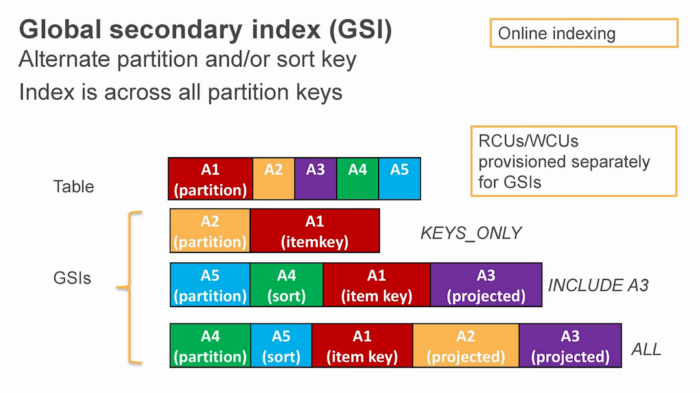 Global secondary index (GSI)
Alternate partition and/or sort key
Index is across all partition keys
Online indexing
RCUs/WCUs
provisioned separately
for GSIs
Table
A1
(partition)
A2
A3
A4
A5
GSIs
A2
(partition)
A1
(itemkey)
KEYS_ONLY
A5
(partition)
A4
(sort)
A1
(item key)
A3
(projected)
INCLUDE A3
A4
(partition)
A5
(sort)
A1
(item key)
A2
(projected)
A3
(projected)
ALL